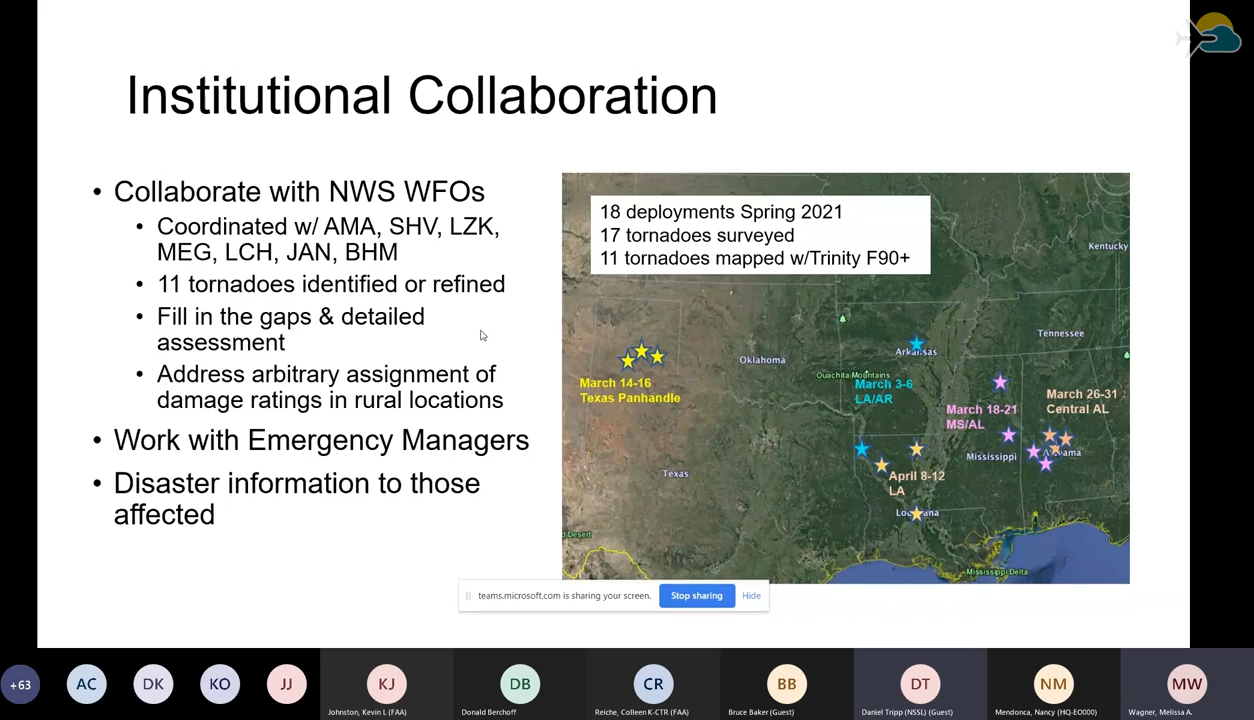 Institutional Collaboration
• Collaborate with NWS WFOs
• Coordinated w/ AMA, SHV, LZK,
MEG, LCH, JAN, BHM
• 11 tornadoes identified or refined
• Fill in the gaps & detailed
assessment
• Address arbitrary assignment of
damage ratings in rural locations
• Work with Emergency Managers
• Disaster information to those
affected
18 deployments Spring 2021
17 tornadoes surveyed
11 tornadoes mapped w/Trinity F90+
Kentucky
Tennessee
Oklahoma
Arkansas
Ouachita Mountains
March 14-16
Texas Panhandle
March 3-6
LA/AR
March 18-21
MS/AL
March 26-31
Central AL
Mississippi
Alabama
Texas
April 8-12
LA
Louisiana
d Desert
Mississippi Delta
teams.microsoft.com is sharing your screen.
Stop sharing
Hide
+63
AC
DK
KO
JJ
KJ
DB
CR
BB
DT
NM
MW
Johnston, Kevin L (FAA)
Donald Berchoff
Reiche, Colleen K-CTR (FAA)
Bruce Baker (Guest)
Daniel Tripp (NSSL) (Guest)
Mendonca, Nancy (HQ-EO000)
Wagner, Melissa A.